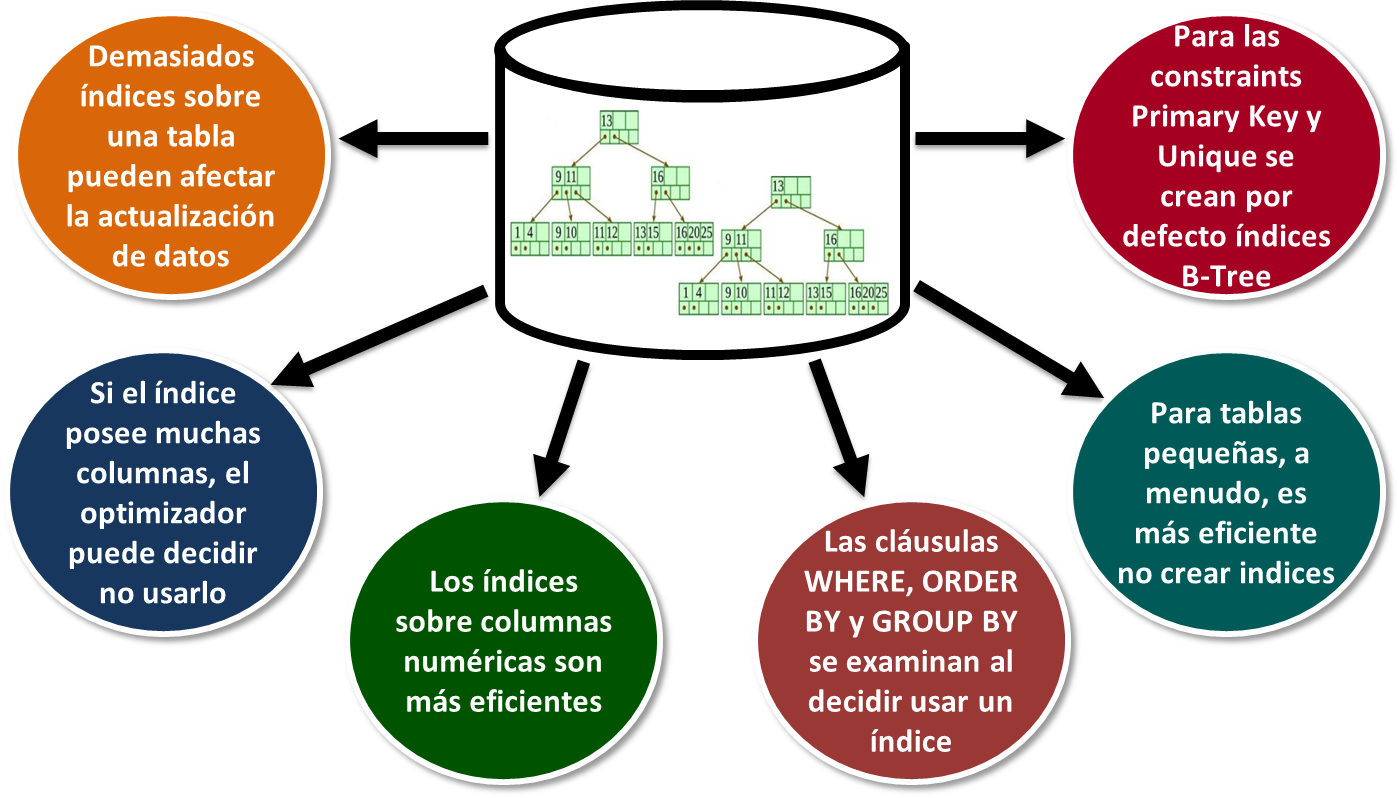 Demasiados
índices sobre
una tabla
pueden afectar
la actualización
de datos
Para las
constraints
Primary Key y
Unique se
crean por
defecto índices
B-Tree
13
9 11
16
1 4
9 10
11 12
13 15
16 20 25
13
9 11
16
1 4
9 10
11 12
13 15
16 20 25
Si el índice
posee muchas
columnas, el
optimizador
puede decidir
no usarlo
Los índices
sobre columnas
numéricas son
más eficientes
Las cláusulas
WHERE, ORDER
BY y GROUP BY
se examinan al
decidir usar un
índice
Para tablas
pequeñas, a
menudo, es
más eficiente
no crear indices